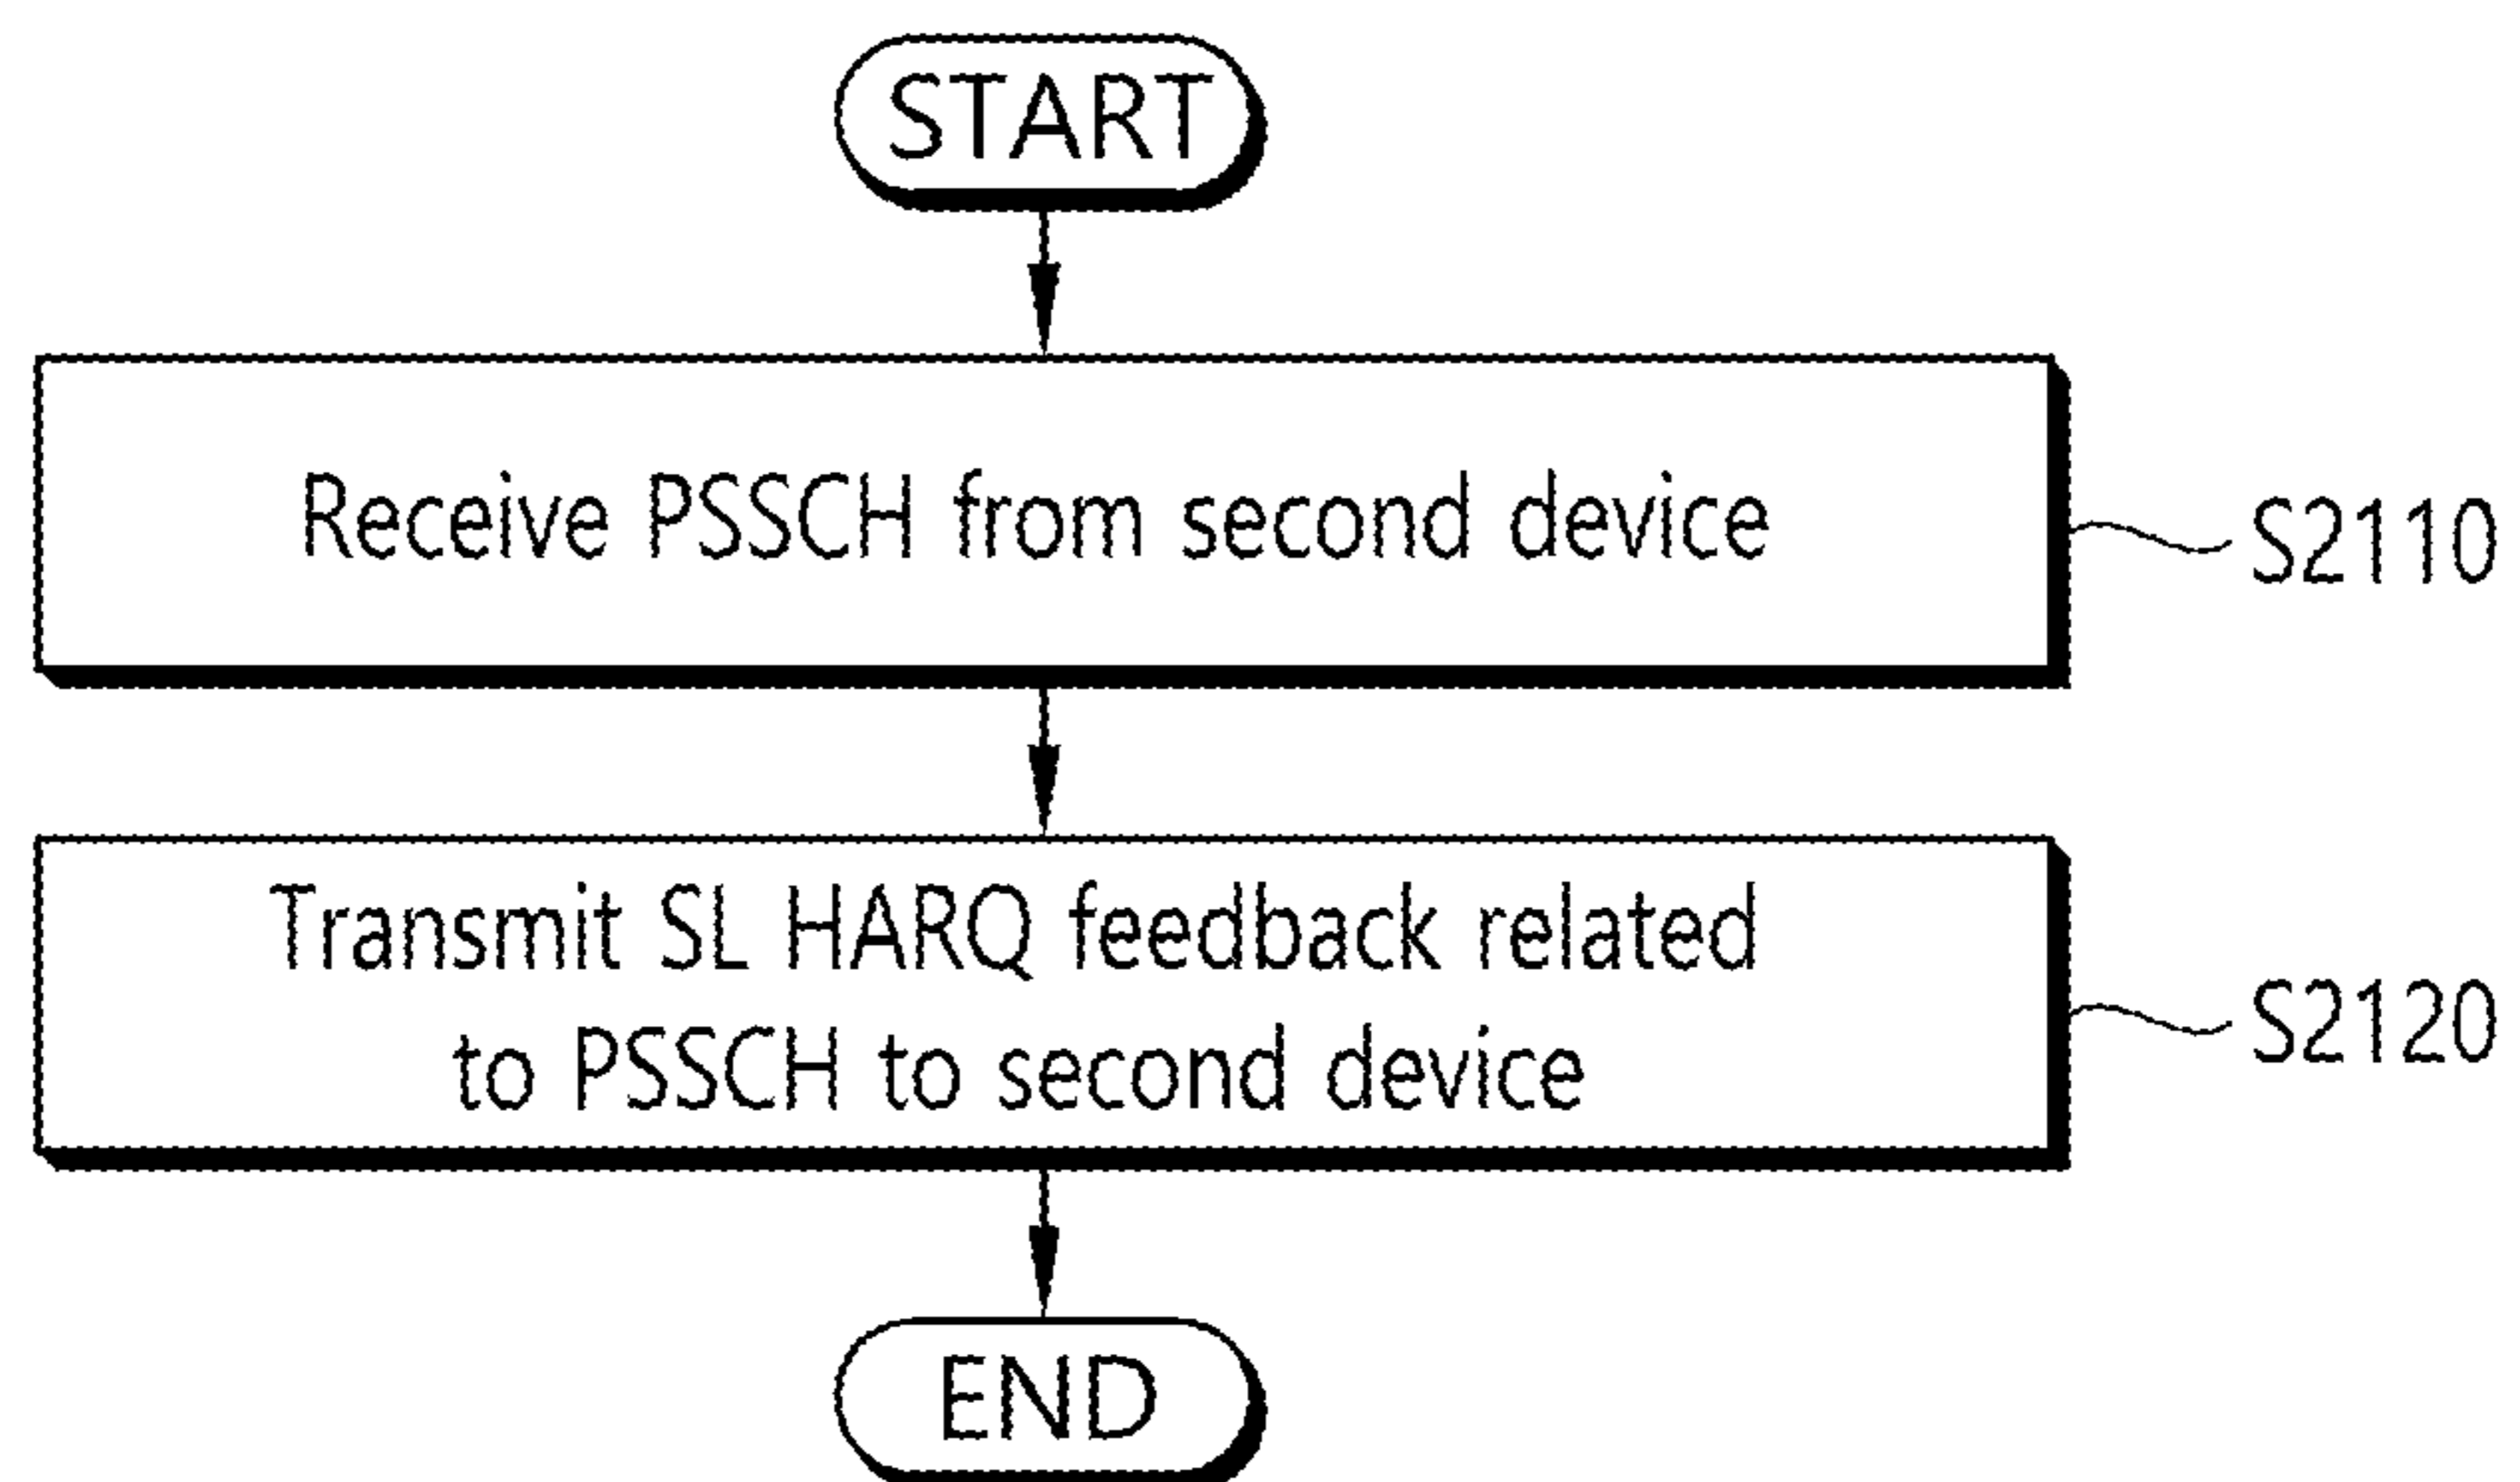 START
Receive PSSCH from second device
S2110
Transmit SL HARQ feedback related
to PSSCH to second device
S2120
END